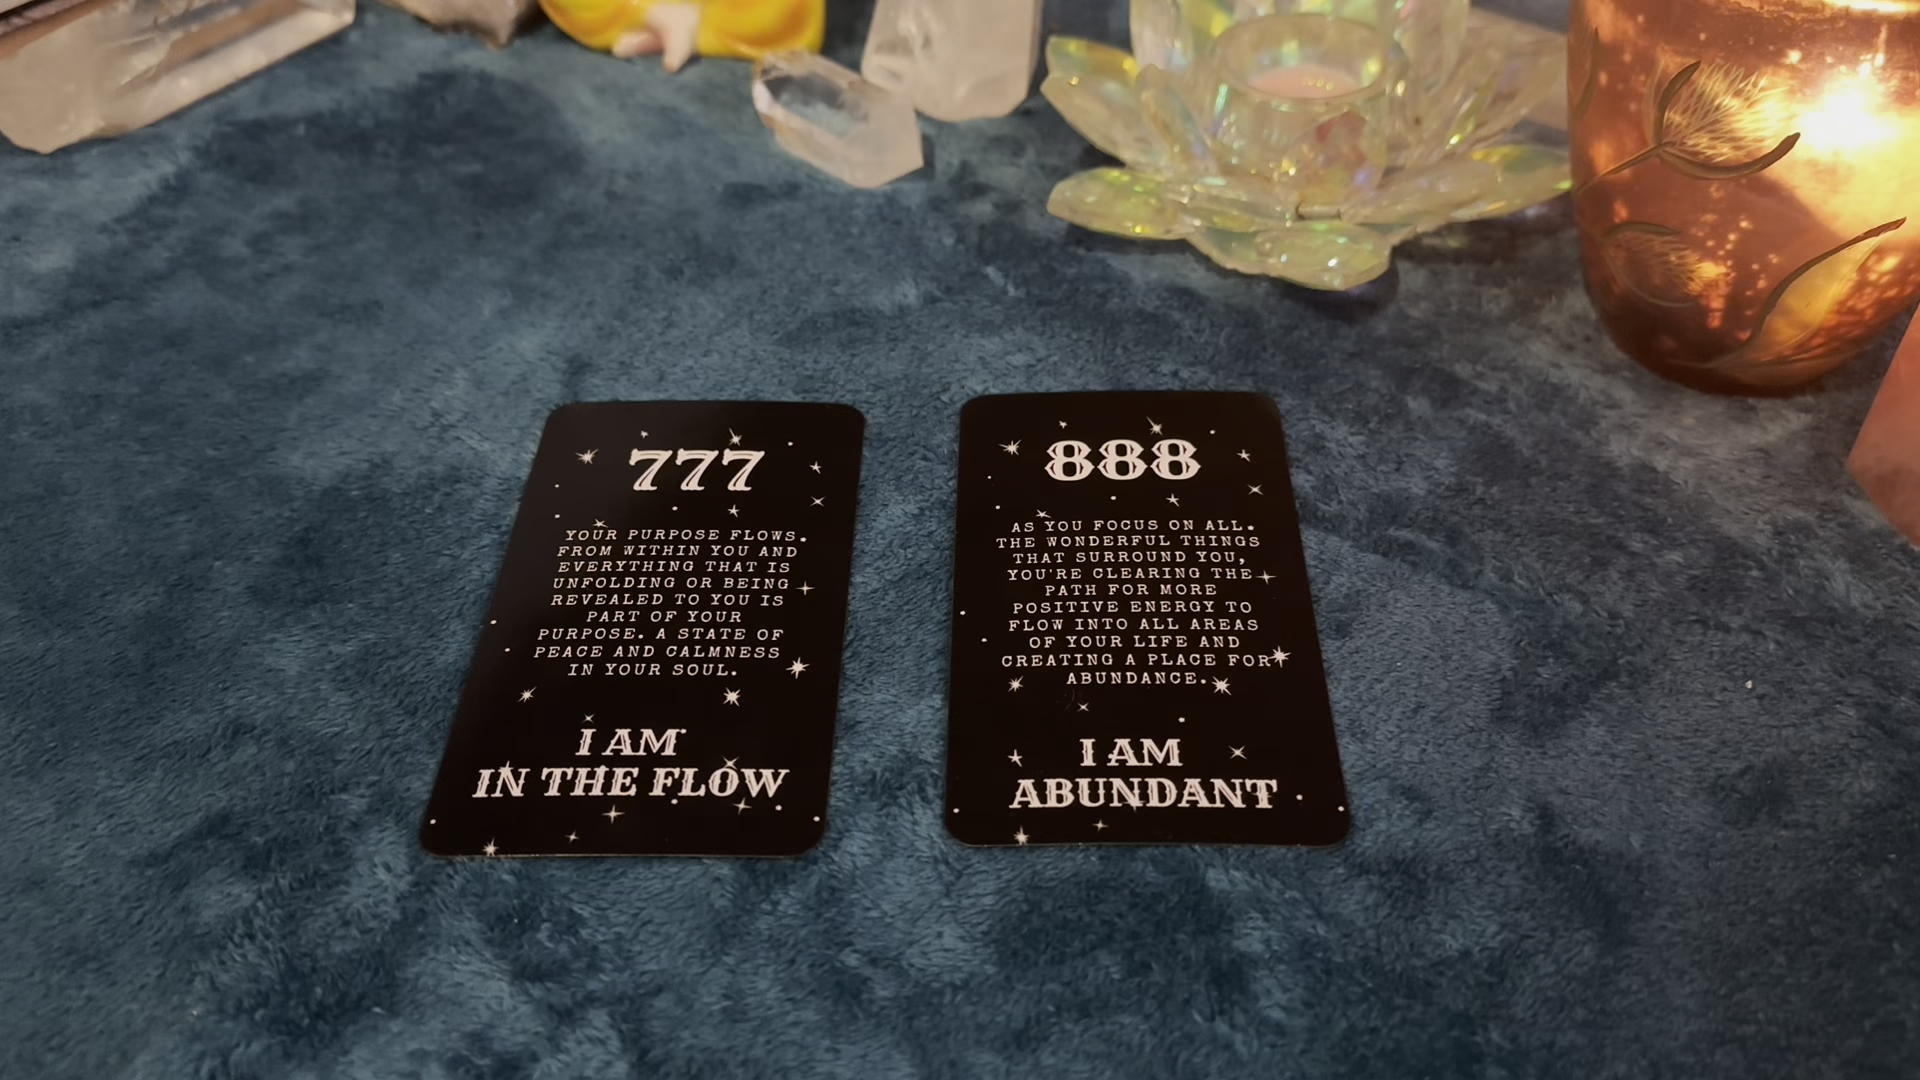 777
YOUR PURPOSE FLOWS
FROM WITHIN YOU AND
EVERYTHING THAT IS
UNFOLDING OR BEING
REVEALED TO YOU IS
PART OF YOUR
PURPOSE. A STATE OF
PEACE AND CALMNESS
IN YOUR SOUL.
I AM
IN THE FLOW
888
AS YOU FOCUS ON ALL
THE WONDERFUL THINGS
THAT SURROUND YOU,
YOU'RE CLEARING THE
PATH FOR MORE
POSITIVE ENERGY TO
FLOW INTO ALL AREAS
OF YOUR LIFE AND
CREATING A PLACE FOR
ABUNDANCE.
I AM
ABUNDANT